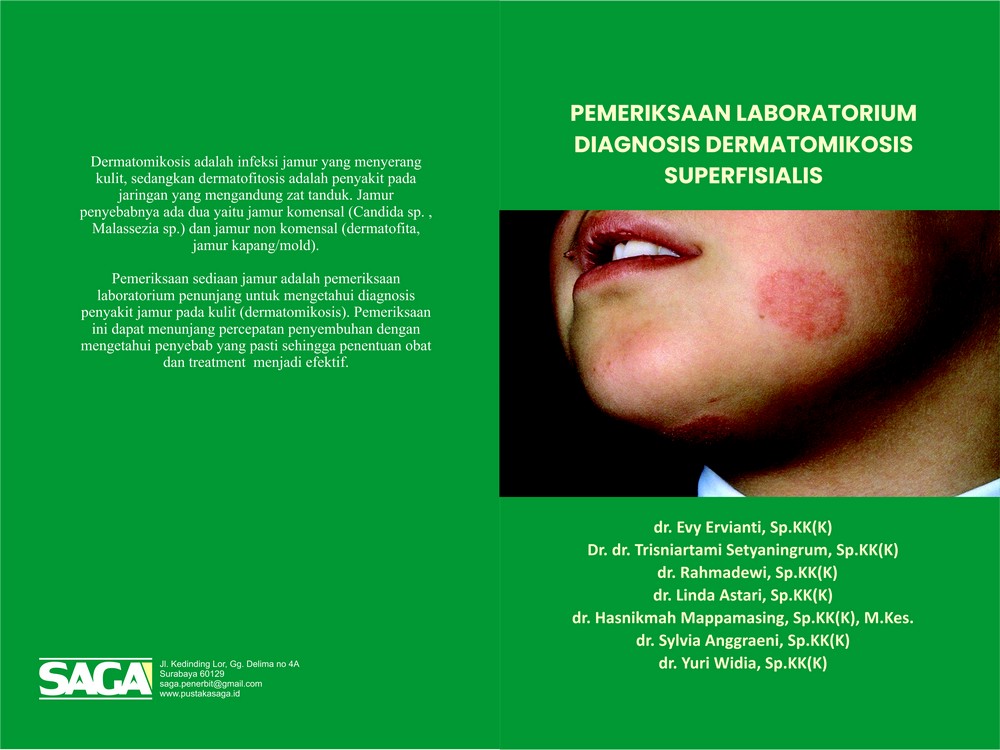 Dermatomikosis adalah infeksi jamur yang menyerang
kulit, sedangkan dermatofitosis adalah penyakit pada
jaringan yang mengandung zat tanduk. Jamur
penyebabnya ada dua yaitu jamur komensal (Candida sp. ,
Malassezia sp.) dan jamur non komensal (dermatofita,
jamur kapang/mold).
Pemeriksaan sediaan jamur adalah pemeriksaan
laboratorium penunjang untuk mengetahui diagnosis
penyakit jamur pada kulit (dermatomikosis). Pemeriksaan
ini dapat menunjang percepatan penyembuhan dengan
mengetahui penyebab yang pasti sehingga penentuan obat
dan treatment  menjadi efektif.
SAGA
Jl. Kedinding Lor, Gg. Delima no 4A
Surabaya 60129
saga.penerbit@gmail.com
www.pustakasaga.id
PEMERIKSAAN LABORATORIUM
DIAGNOSIS DERMATOMIKOSIS
SUPERFISIALIS
dr. Evy Ervianti, Sp.KK(K)
Dr. dr. Trisniartami Setyaningrum, Sp.KK(K)
dr. Rahmadewi, Sp.KK(K)
dr. Linda Astari, Sp.KK(K)
dr. Hasnikmah Mappamasing, Sp.KK(K), M.Kes.
dr. Sylvia Anggraeni, Sp.KK(K)
dr. Yuri Widia, Sp.KK(K)